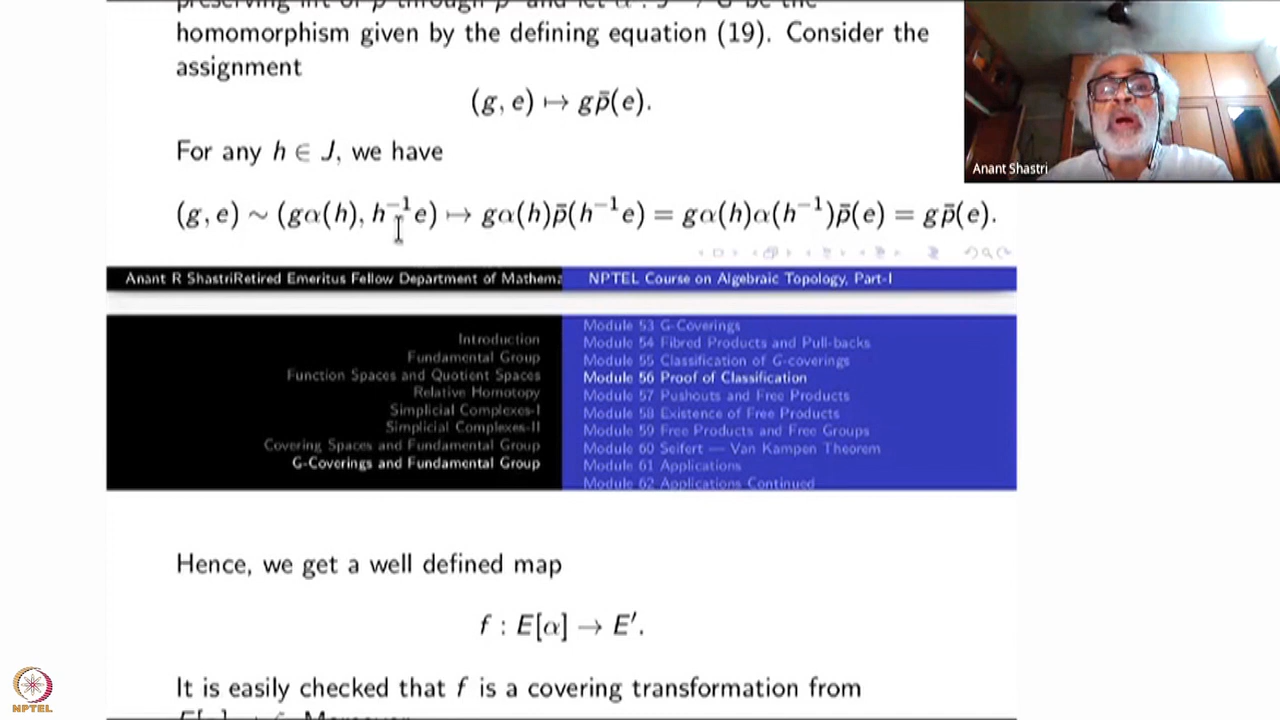 preserving lift of p through p
homomorphism given by the defining equation (19). Consider the
assignment
(g, e) ↦ gp̄(e).
For any h ∈ J, we have
(g, e) ∼ (gα(h), h⁻¹e) ↦ gα(h)p̄(h⁻¹e) = gα(h)α(h⁻¹)p̄(e) = gp̄(e).
Anant Shastri
Anant R ShastriRetired Emeritus Fellow Department of Mathema
NPTEL Course on Algebraic Topology, Part-I
Introduction
Fundamental Group
Function Spaces and Quotient Spaces
Relative Homotopy
Simplicial Complexes-I
Simplicial Complexes-II
Covering Spaces and Fundamental Group
G-Coverings and Fundamental Group
Module 53 G-Coverings
Module 54 Fibred Products and Pull-backs
Module 55 Classification of G-coverings
Module 56 Proof of Classification
Module 57 Pushouts and Free Products
Module 58 Existence of Free Products
Module 59 Free Products and Free Groups
Module 60 Seifert — Van Kampen Theorem
Module 61 Applications
Module 62 Applications Continued
Hence, we get a well defined map
f : E[α] → E′.
It is easily checked that f is a covering transformation from
NPTEL